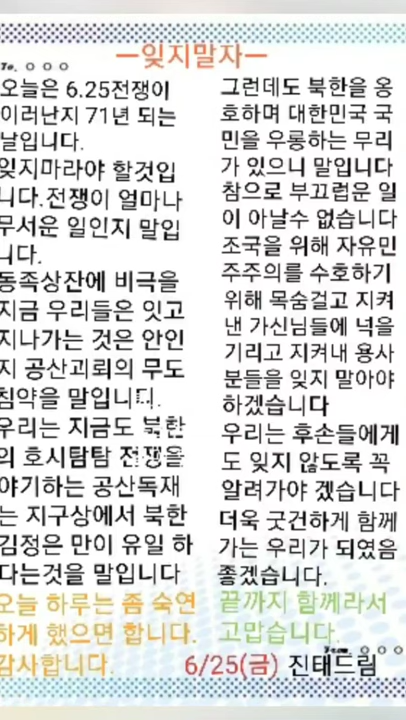 ー잊지말자ー
To. ○ ○ ○
오늘은 6.25전쟁이
이러난지 71년 되는
날입니다.
잊지마라야 할것입
니다.전쟁이 얼마나
무서운 일인지 말입
니다.
동족상잔에 비극을
지금 우리들은 잇고
지나가는 것은 안인
지 공산괴뢰의 무도
침약을 말입니다.
우리는 지금도 북한
의 호시탐탐 전쟁을
야기하는 공산독재
는 지구상에서 북한
김정은 만이 유일 하
다는것을 말입니다
오늘 하루는 좀 숙연
하게 했으면 합니다.
감사합니다.
그런데도 북한을 옹
호하며 대한민국 국
민을 우롱하는 무리
가 있으니 말입니다
참으로 부끄럽운 일
이 아날수 없습니다
조국을 위해 자유민
주주의를 수호하기
위해 목숨걸고 지켜
낸 가신님들에 넉을
기리고 지켜내 용사
분들을 잊지 말아야
하겠습니다
우리는 후손들에게
도 잊지 않도록 꼭
알려가야 겠습니다
더욱 굿건하게 함께
가는 우리가 되였음
좋겠습니다.
끝까지 함께라서
고맙습니다.
From. ○ ○ ○
6/25(금) 진태드림